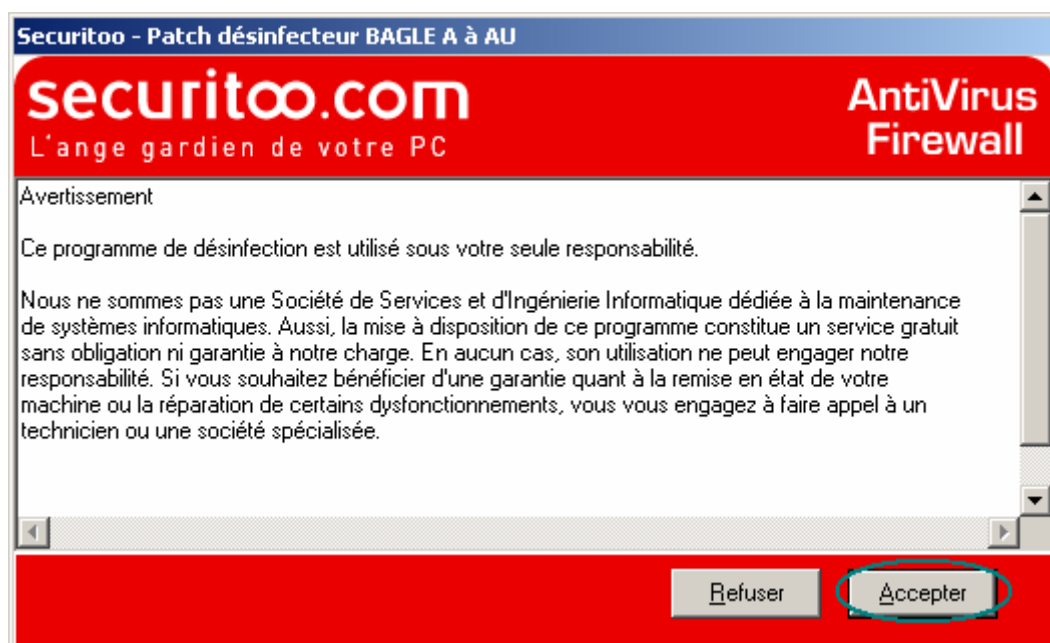 Securitoo - Patch désinfecteur BAGLE A à AU
securitoo.com
L'ange gardien de votre PC
AntiVirus
Firewall
Avertissement
Ce programme de désinfection est utilisé sous votre seule responsabilité.
Nous ne sommes pas une Société de Services et d'Ingénierie Informatique dédiée à la maintenance
de systèmes informatiques. Aussi, la mise à disposition de ce programme constitue un service gratuit
sans obligation ni garantie à notre charge. En aucun cas, son utilisation ne peut engager notre
responsabilité. Si vous souhaitez bénéficier d'une garantie quant à la remise en état de votre
machine ou la réparation de certains dysfonctionnements, vous vous engagez à faire appel à un
technicien ou une société spécialisée.
Refuser
Accepter